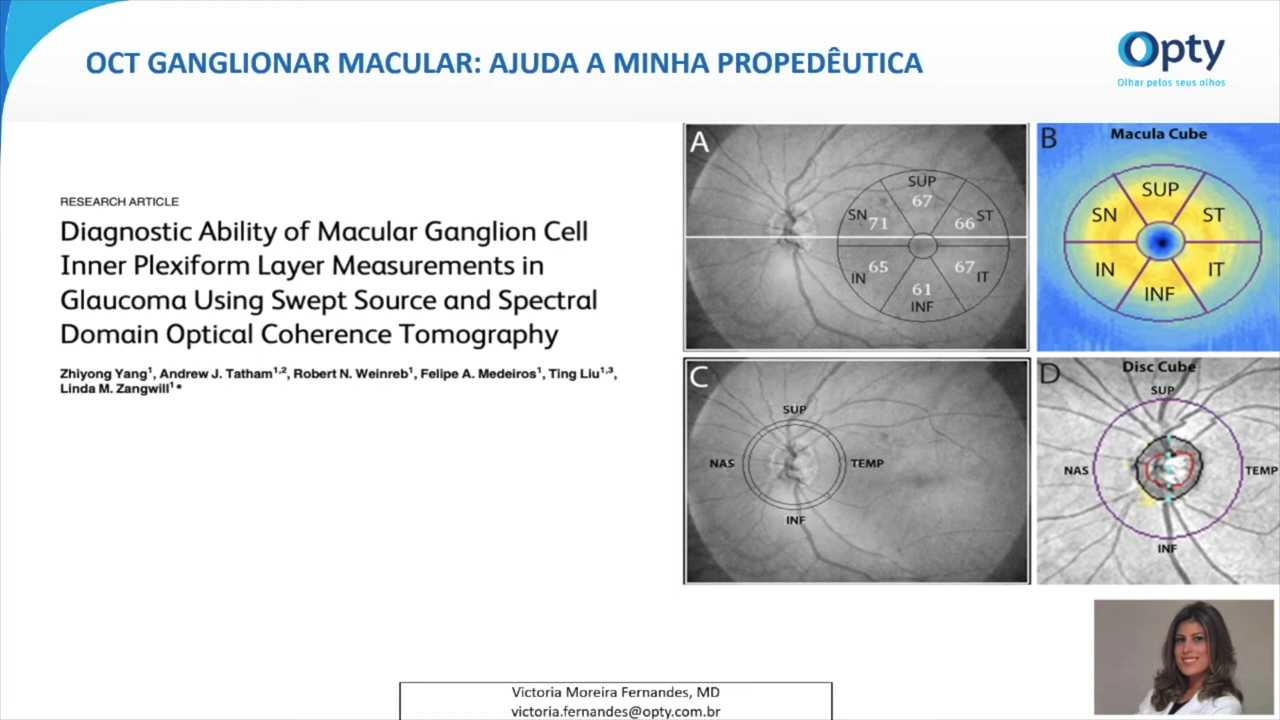 OCT GANGLIONAR MACULAR: AJUDA A MINHA PROPEDÊUTICA
Opty
Olhar pelos seus olhos
RESEARCH ARTICLE
Diagnostic Ability of Macular Ganglion Cell
Inner Plexiform Layer Measurements in
Glaucoma Using Swept Source and Spectral
Domain Optical Coherence Tomography
Zhiyong Yang¹, Andrew J. Tatham¹,², Robert N. Weinreb¹, Felipe A. Medeiros¹, Ting Liu¹,³,
Linda M. Zangwill¹*
A
SUP
67
SN 71
66 ST
IN 65
67 IT
61
INF
B
Macula Cube
SUP
SN
ST
IN
IT
INF
C
SUP
NAS
TEMP
INF
D
Disc Cube
SUP
NAS
TEMP
INF
Victoria Moreira Fernandes, MD
victoria.fernandes@opty.com.br